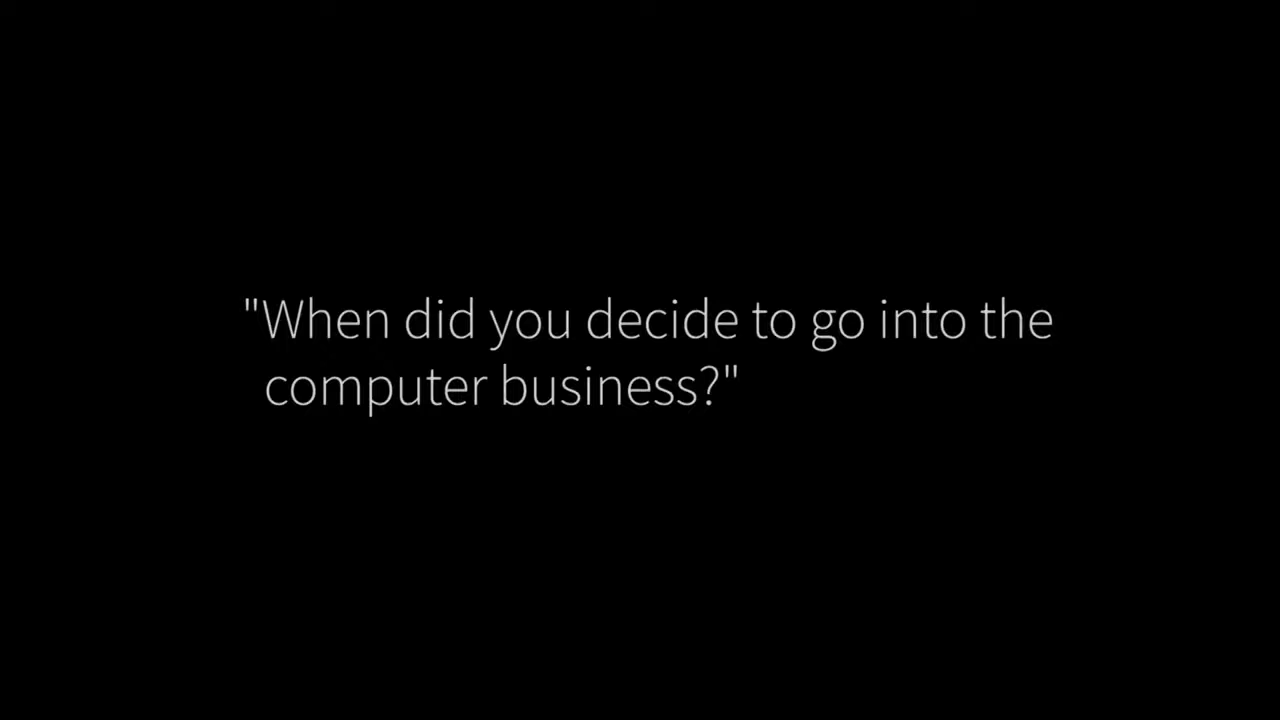 "When did you decide to go into the
computer business?"